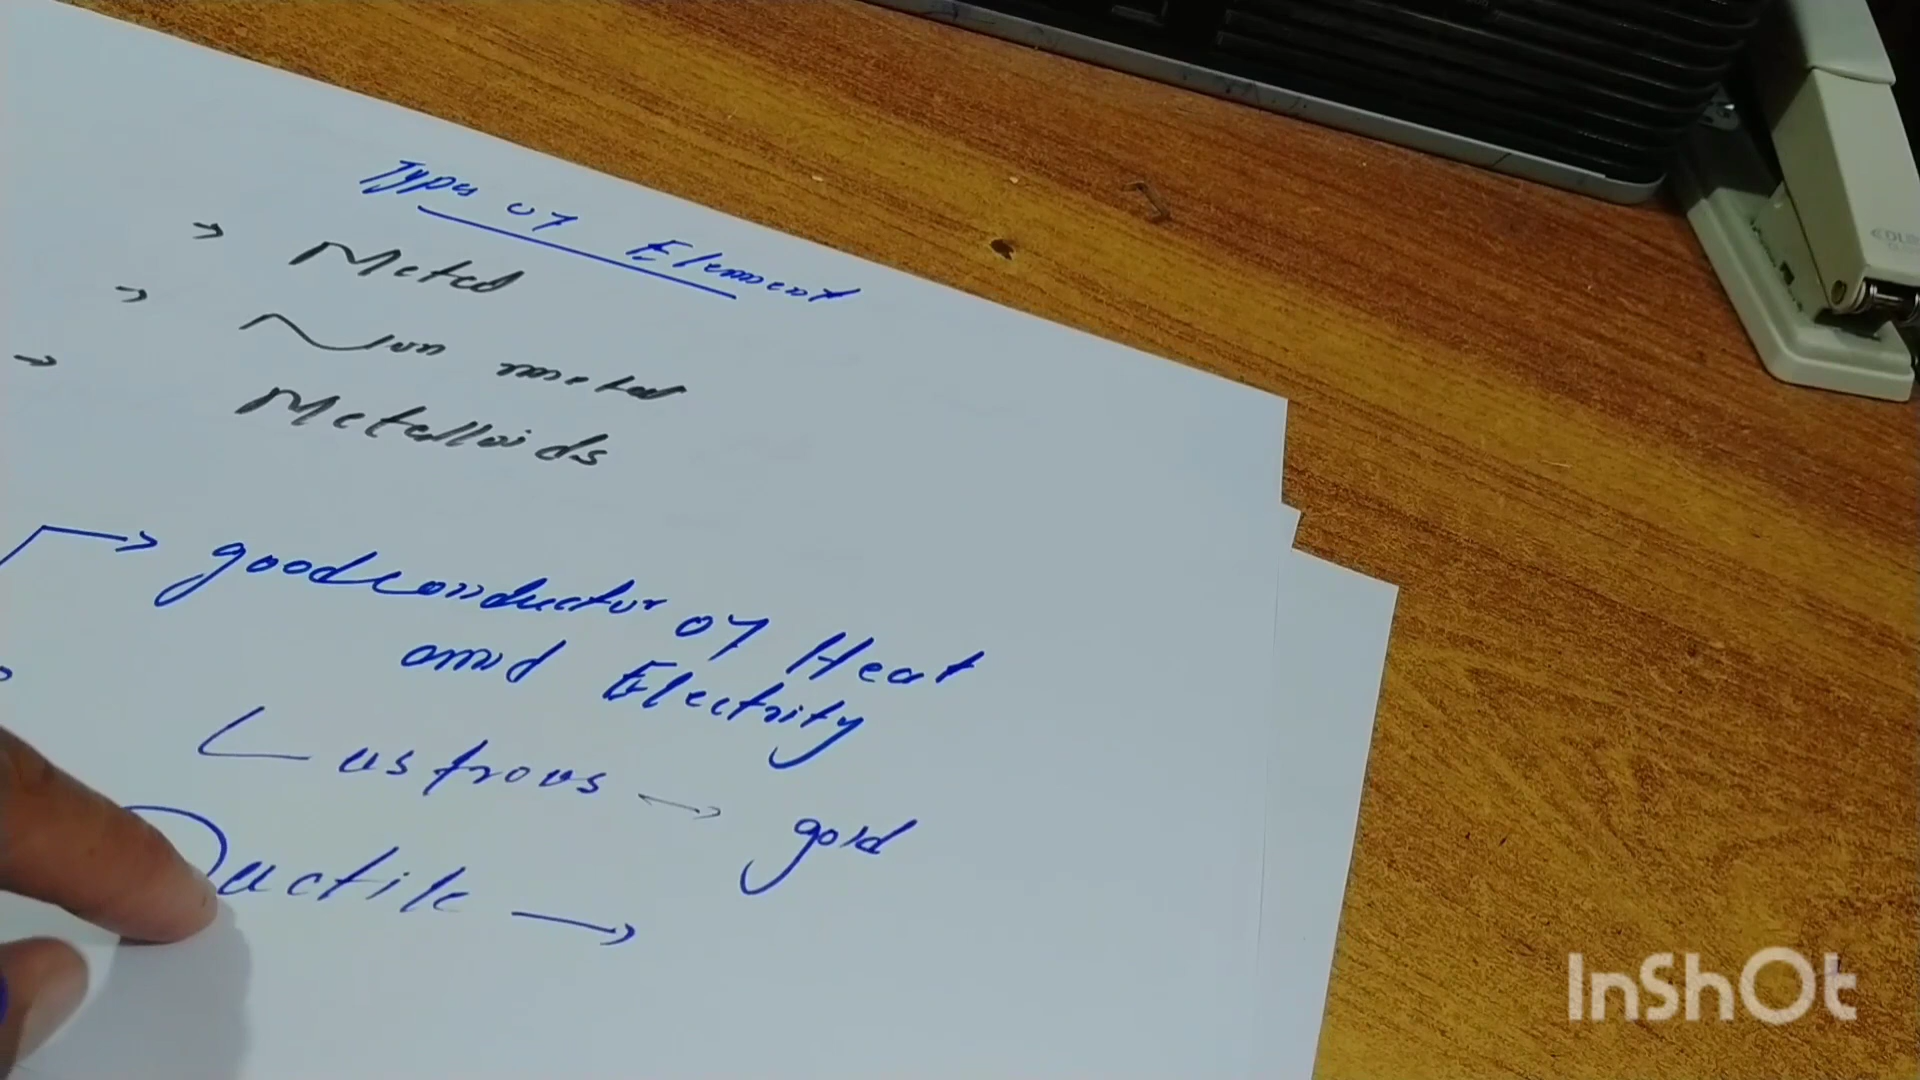 Types of Element
→ Metal
→ Non metal
→ Metalloids
→ good conductor of Heat
and Electrity
Lustrous → gold
Ductile →
InShOt